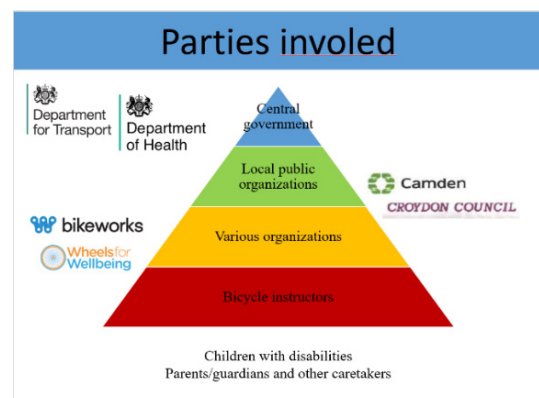 Parties involed
Department
for Transport
Department
of Health
Central
government
Local public
organizations
Camden
CROYDON COUNCIL
bikeworks
Wheels for
Wellbeing
Various organizations
Bicycle instructors
Children with disabilities
Parents/guardians and other caretakers